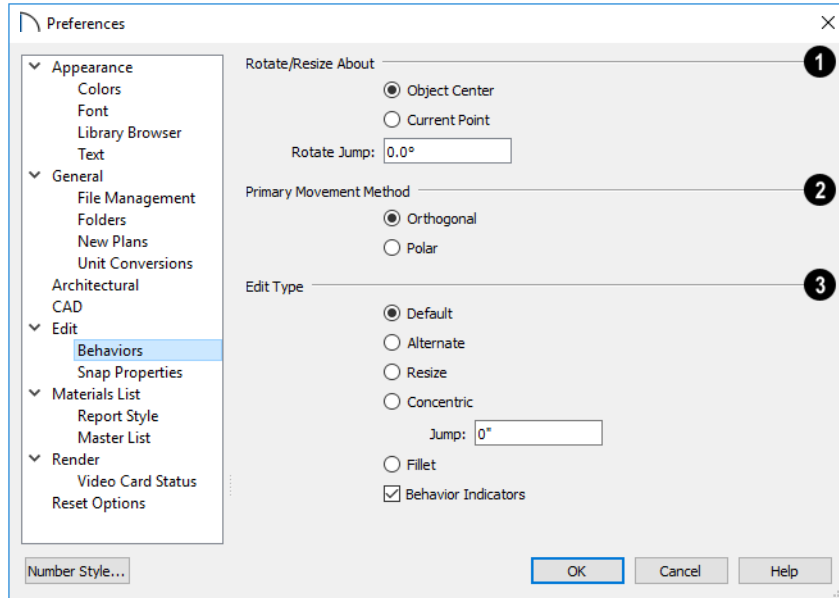 Preferences
Appearance
Colors
Font
Library Browser
Text
General
File Management
Folders
New Plans
Unit Conversions
Architectural
CAD
Edit
Behaviors
Snap Properties
Materials List
Report Style
Master List
Render
Video Card Status
Reset Options
Rotate/Resize About 1
Object Center
Current Point
Rotate Jump: 0.0°
Primary Movement Method 2
Orthogonal
Polar
Edit Type 3
Default
Alternate
Resize
Concentric
Jump: 0"
Fillet
Behavior Indicators
Number Style... OK Cancel Help